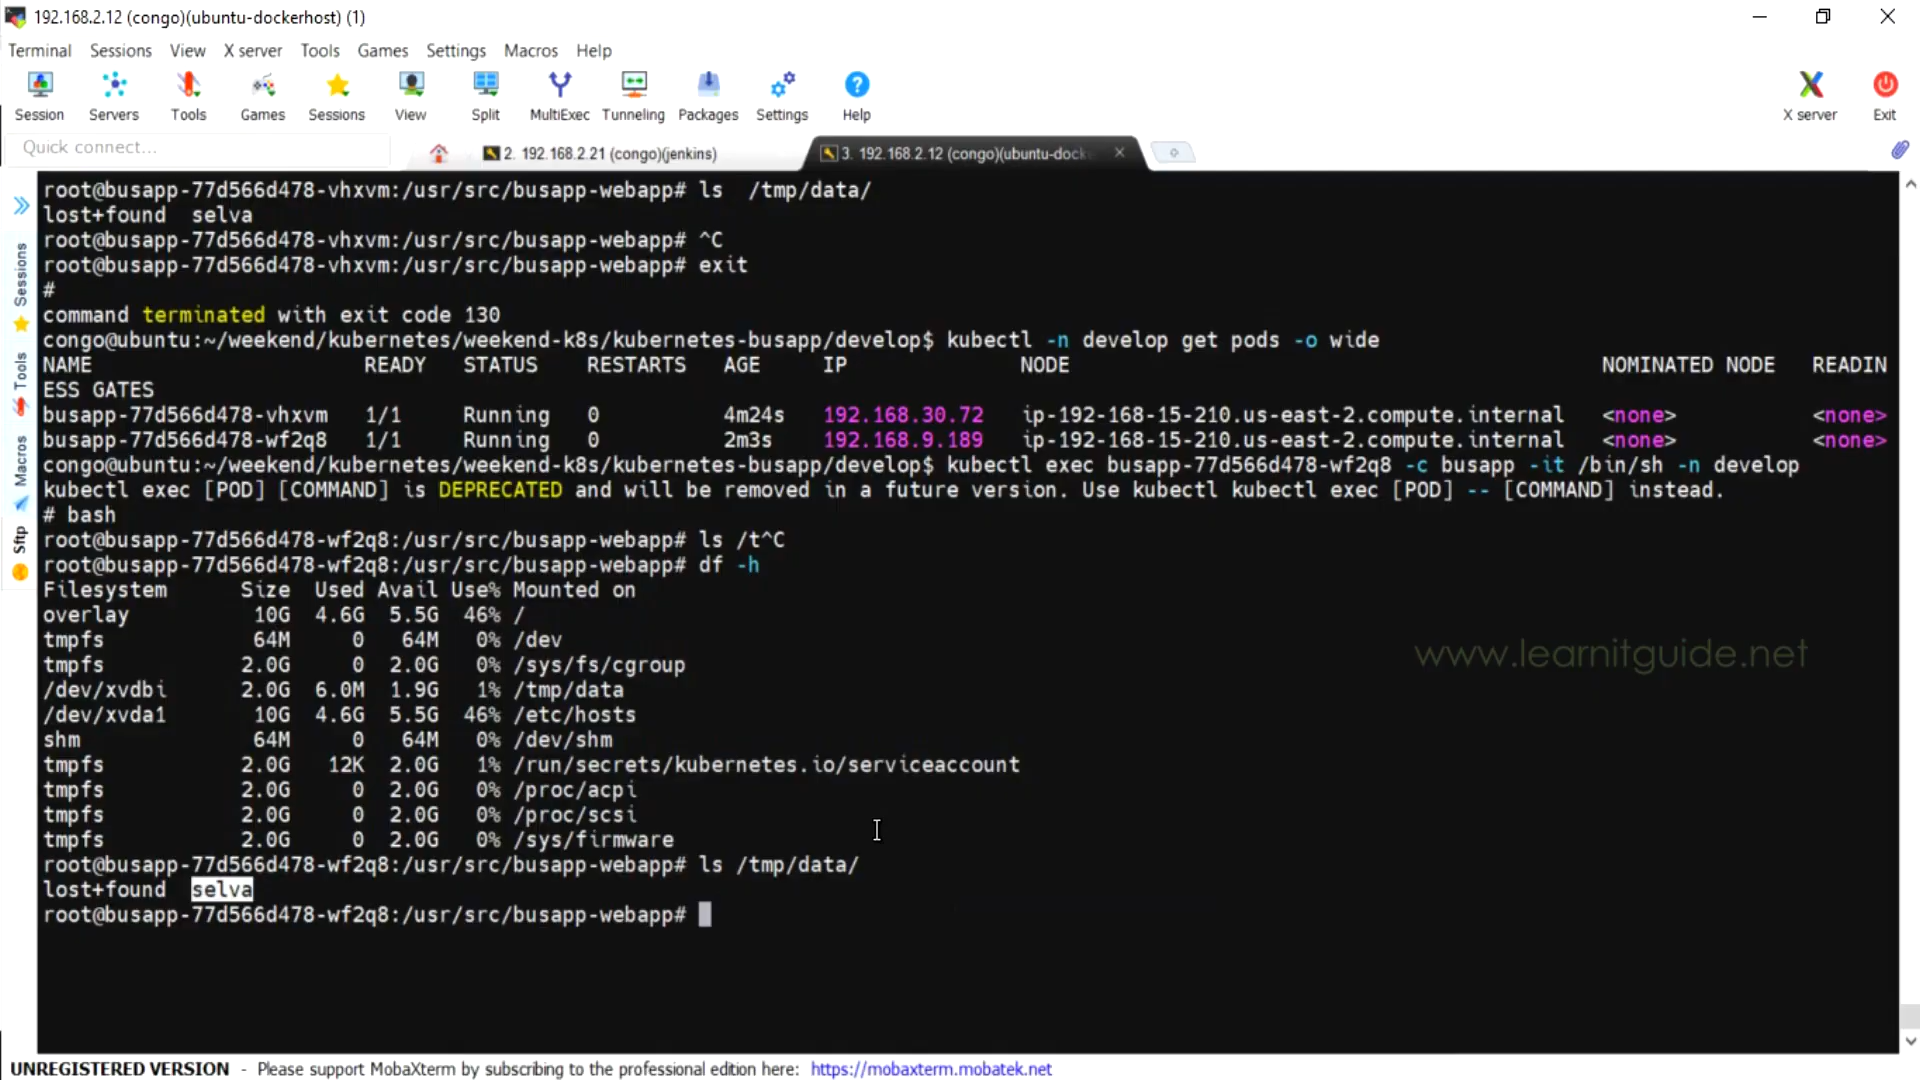 192.168.2.12 (congo)(ubuntu-dockerhost) (1)
Terminal Sessions View X server Tools Games Settings Macros Help
Session Servers Tools Games Sessions View Split MultiExec Tunneling Packages Settings Help X server Exit
Quick connect...
2. 192.168.2.21 (congo)(jenkins)
3. 192.168.2.12 (congo)(ubuntu-dock
Sessions
Tools
Macros
Sftp
root@busapp-77d566d478-vhxvm:/usr/src/busapp-webapp# ls  /tmp/data/
lost+found  selva
root@busapp-77d566d478-vhxvm:/usr/src/busapp-webapp# ^C
root@busapp-77d566d478-vhxvm:/usr/src/busapp-webapp# exit
#
command terminated with exit code 130
congo@ubuntu:~/weekend/kubernetes/weekend-k8s/kubernetes-busapp/develop$ kubectl -n develop get pods -o wide
NAME READY STATUS RESTARTS AGE IP NODE NOMINATED NODE READIN
ESS GATES
busapp-77d566d478-vhxvm 1/1 Running 0 4m24s 192.168.30.72 ip-192-168-15-210.us-east-2.compute.internal <none> <none>
busapp-77d566d478-wf2q8 1/1 Running 0 2m3s 192.168.9.189 ip-192-168-15-210.us-east-2.compute.internal <none> <none>
congo@ubuntu:~/weekend/kubernetes/weekend-k8s/kubernetes-busapp/develop$ kubectl exec busapp-77d566d478-wf2q8 -c busapp -it /bin/sh -n develop
kubectl exec [POD] [COMMAND] is DEPRECATED and will be removed in a future version. Use kubectl kubectl exec [POD] -- [COMMAND] instead.
# bash
root@busapp-77d566d478-wf2q8:/usr/src/busapp-webapp# ls /t^C
root@busapp-77d566d478-wf2q8:/usr/src/busapp-webapp# df -h
Filesystem Size Used Avail Use% Mounted on
overlay 10G 4.6G 5.5G 46% /
tmpfs 64M 0 64M 0% /dev
tmpfs 2.0G 0 2.0G 0% /sys/fs/cgroup
/dev/xvdbi 2.0G 6.0M 1.9G 1% /tmp/data
/dev/xvda1 10G 4.6G 5.5G 46% /etc/hosts
shm 64M 0 64M 0% /dev/shm
tmpfs 2.0G 12K 2.0G 1% /run/secrets/kubernetes.io/serviceaccount
tmpfs 2.0G 0 2.0G 0% /proc/acpi
tmpfs 2.0G 0 2.0G 0% /proc/scsi
tmpfs 2.0G 0 2.0G 0% /sys/firmware
root@busapp-77d566d478-wf2q8:/usr/src/busapp-webapp# ls /tmp/data/
lost+found  selva
root@busapp-77d566d478-wf2q8:/usr/src/busapp-webapp#
www.learnitguide.net
UNREGISTERED VERSION - Please support MobaXterm by subscribing to the professional edition here: https://mobaxterm.mobatek.net